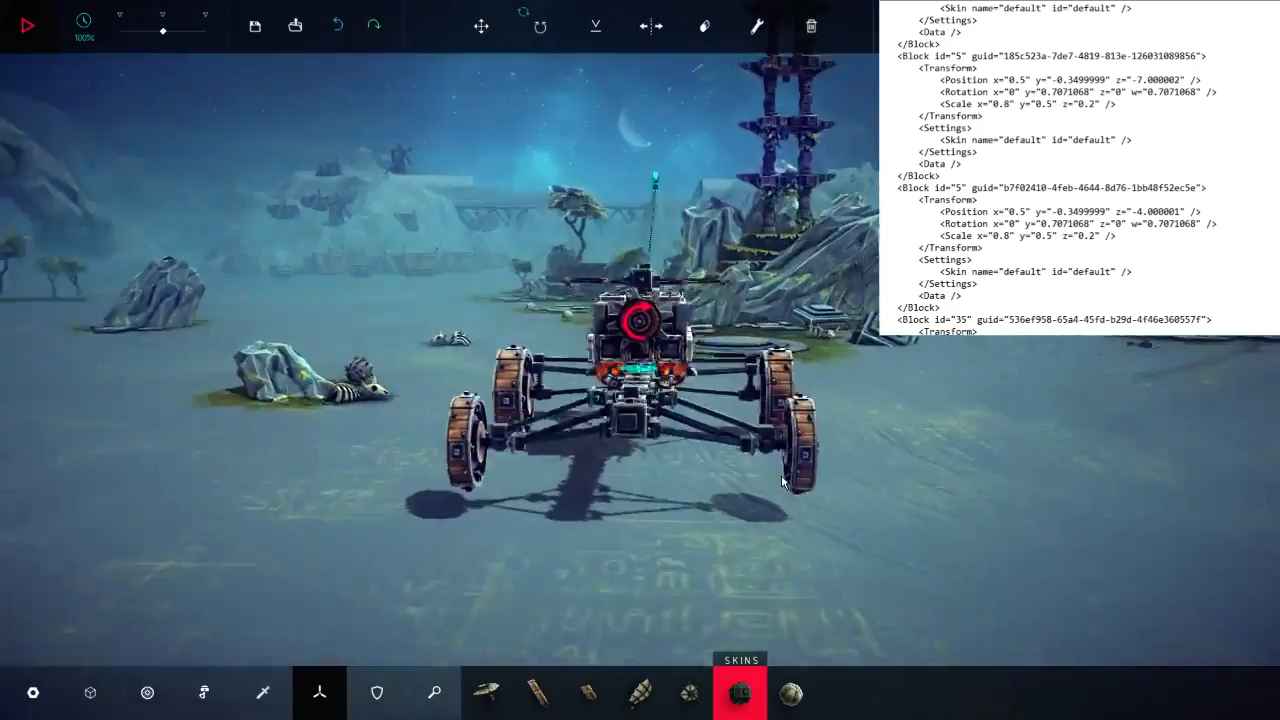 100%
<Skin name="default" id="default" />
</Settings>
<Data />
</Block>
<Block id="5" guid="185c523a-7de7-4819-813e-126031089856">
<Transform>
<Position x="0.5" y="-0.3499999" z="-7.000002" />
<Rotation x="0" y="0.7071068" z="0" w="0.7071068" />
<Scale x="0.8" y="0.5" z="0.2" />
</Transform>
<Settings>
<Skin name="default" id="default" />
</Settings>
<Data />
</Block>
<Block id="5" guid="b7f02410-4feb-4644-8d76-1bb48f52ec5e">
<Transform>
<Position x="0.5" y="-0.3499999" z="-4.000001" />
<Rotation x="0" y="0.7071068" z="0" w="0.7071068" />
<Scale x="0.8" y="0.5" z="0.2" />
</Transform>
<Settings>
<Skin name="default" id="default" />
</Settings>
<Data />
</Block>
<Block id="35" guid="536ef958-65a4-45fd-b29d-4f46e360557f">
<Transform>
SKINS